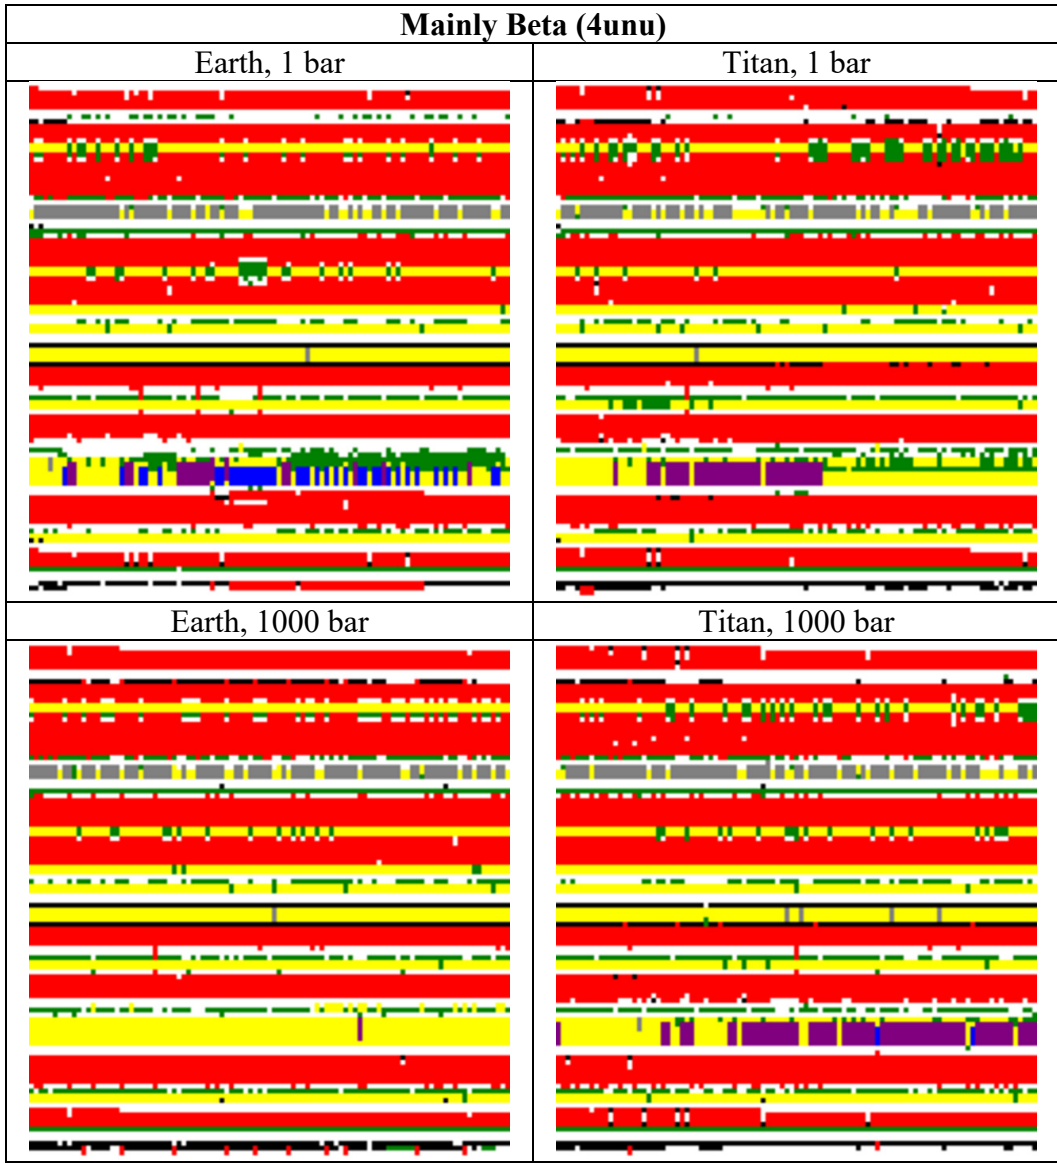 Mainly Beta (4unu)
Earth, 1 bar
Titan, 1 bar
Earth, 1000 bar
Titan, 1000 bar